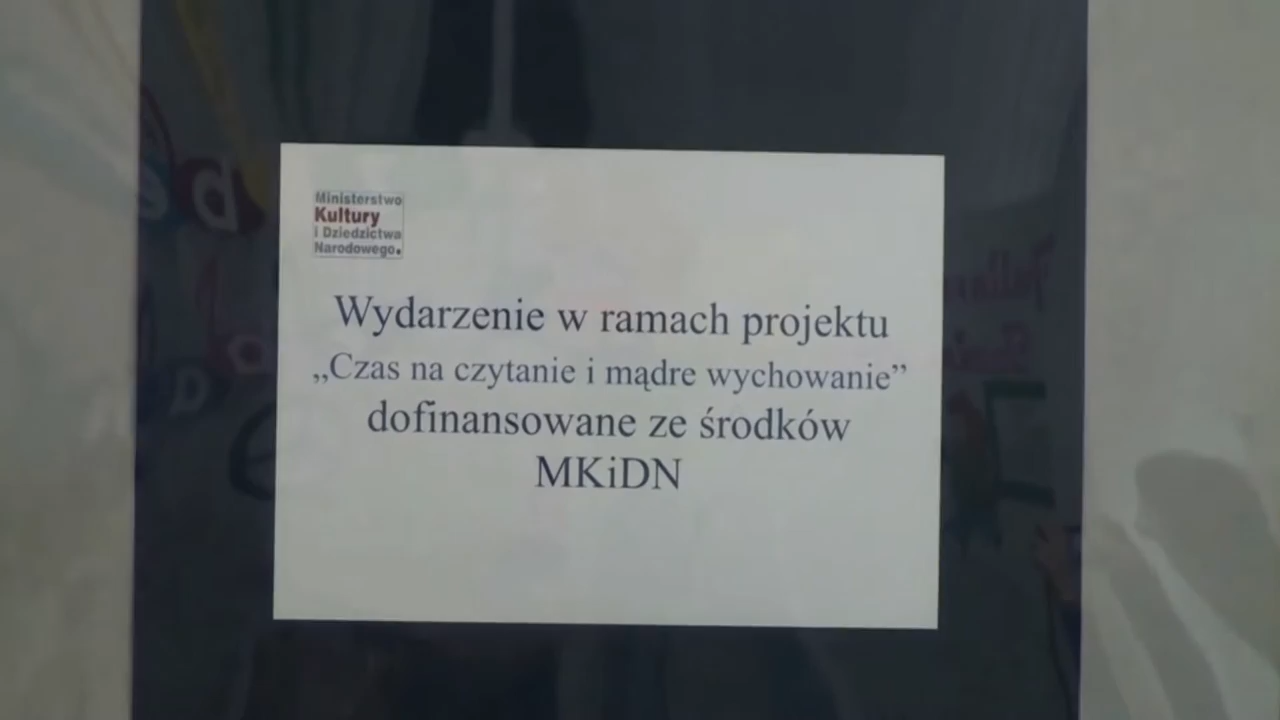 Ministerstwo
Kultury
i Dziedzictwa
Narodowego.
Wydarzenie w ramach projektu
„Czas na czytanie i mądre wychowanie”
dofinansowane ze środków
MKiDN